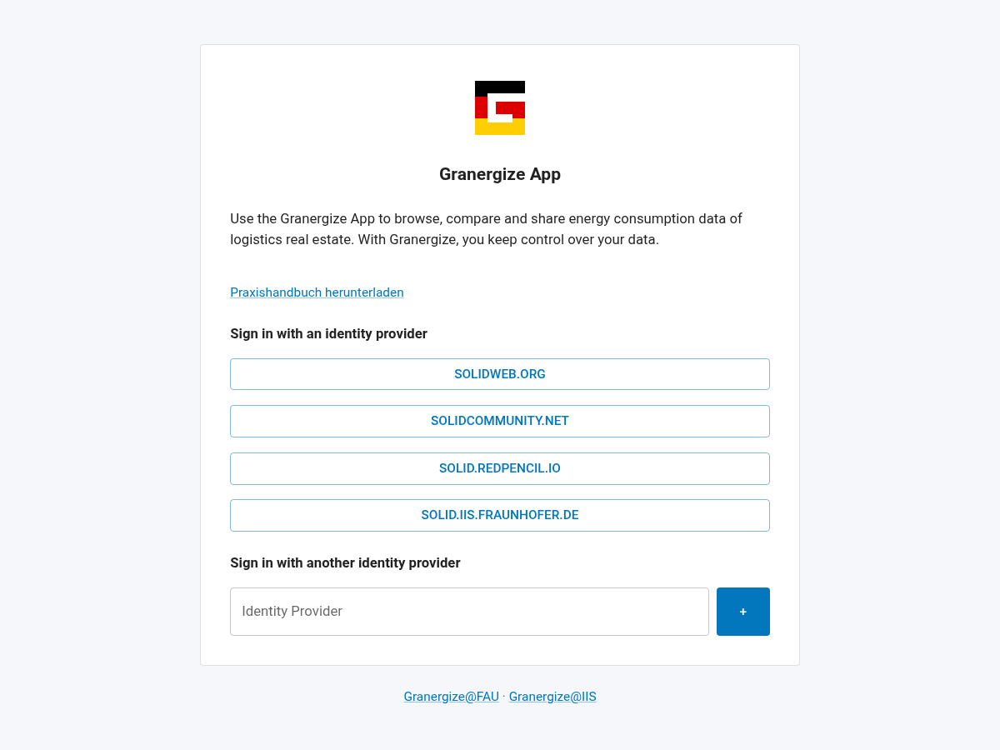 Granergize App
Use the Granergize App to browse, compare and share energy consumption data of
logistics real estate. With Granergize, you keep control over your data.
Praxishandbuch herunterladen
Sign in with an identity provider
SOLIDWEB.ORG
SOLIDCOMMUNITY.NET
SOLID.REDPENCIL.IO
SOLID.IIS.FRAUNHOFER.DE
Sign in with another identity provider
Identity Provider
+
Granergize@FAU · Granergize@IIS